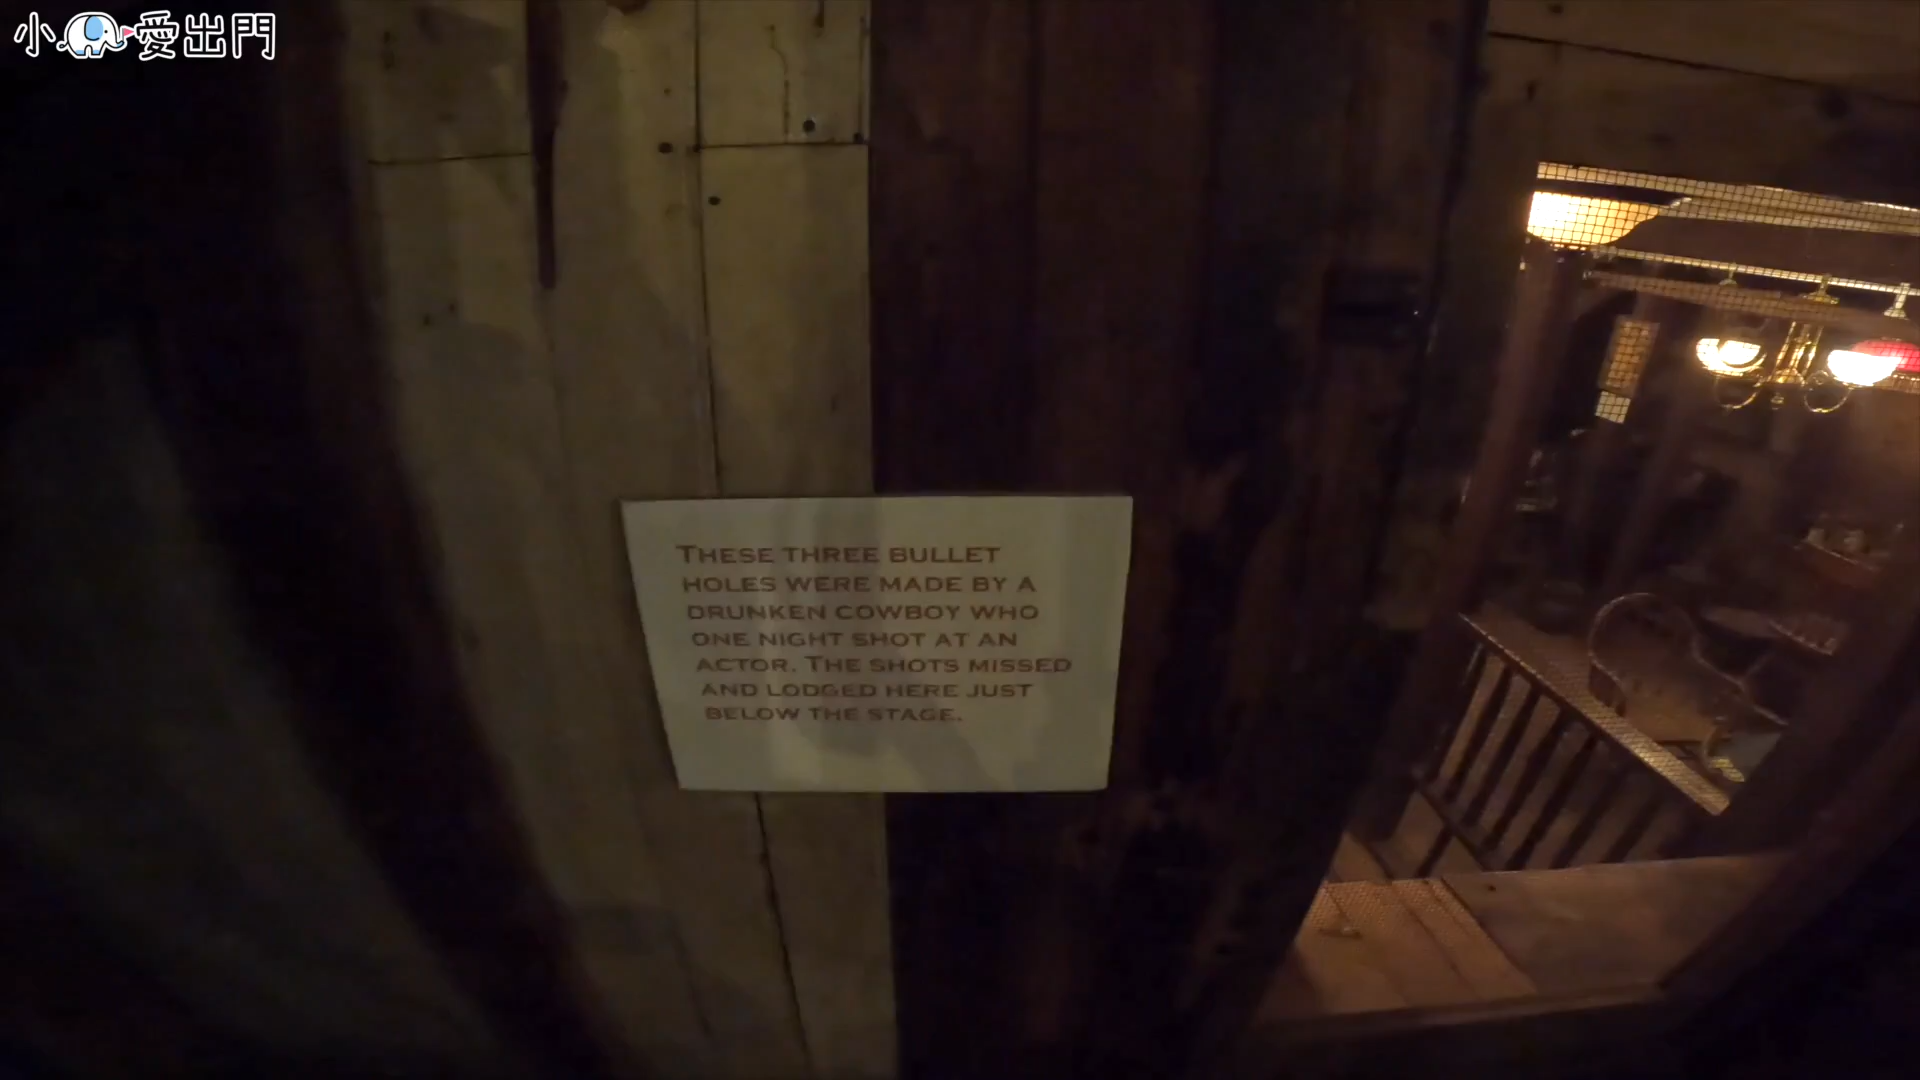 小愛出門
THESE THREE BULLET
HOLES WERE MADE BY A
DRUNKEN COWBOY WHO
ONE NIGHT SHOT AT AN
ACTOR. THE SHOTS MISSED
AND LODGED HERE JUST
BELOW THE STAGE.